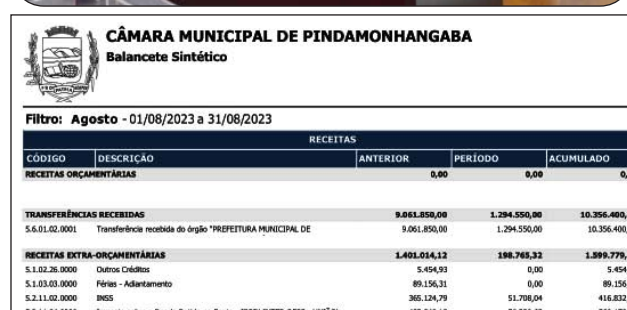 CÂMARA MUNICIPAL DE PINDAMONHANGABA
Balancete Sintético
Filtro: Agosto - 01/08/2023 a 31/08/2023
RECEITAS
CÓDIGO DESCRIÇÃO ANTERIOR PERÍODO ACUMULADO
RECEITAS ORÇAMENTÁRIAS 0,00 0,00 0,
TRANSFERÊNCIAS RECEBIDAS 9.061.850,00 1.294.550,00 10.356.400,
5.6.01.02.0001 Transferência recebida do órgão "PREFEITURA MUNICIPAL DE 9.061.850,00 1.294.550,00 10.356.400,
RECEITAS EXTRA-ORÇAMENTÁRIAS 1.401.014,12 198.765,32 1.599.779,
5.1.02.26.0000 Outros Créditos 5.454,93 0,00 5.454
5.1.03.03.0000 Férias - Adiantamento 89.156,31 0,00 89.156
5.2.11.02.0000 INSS 365.124,79 51.708,04 416.832